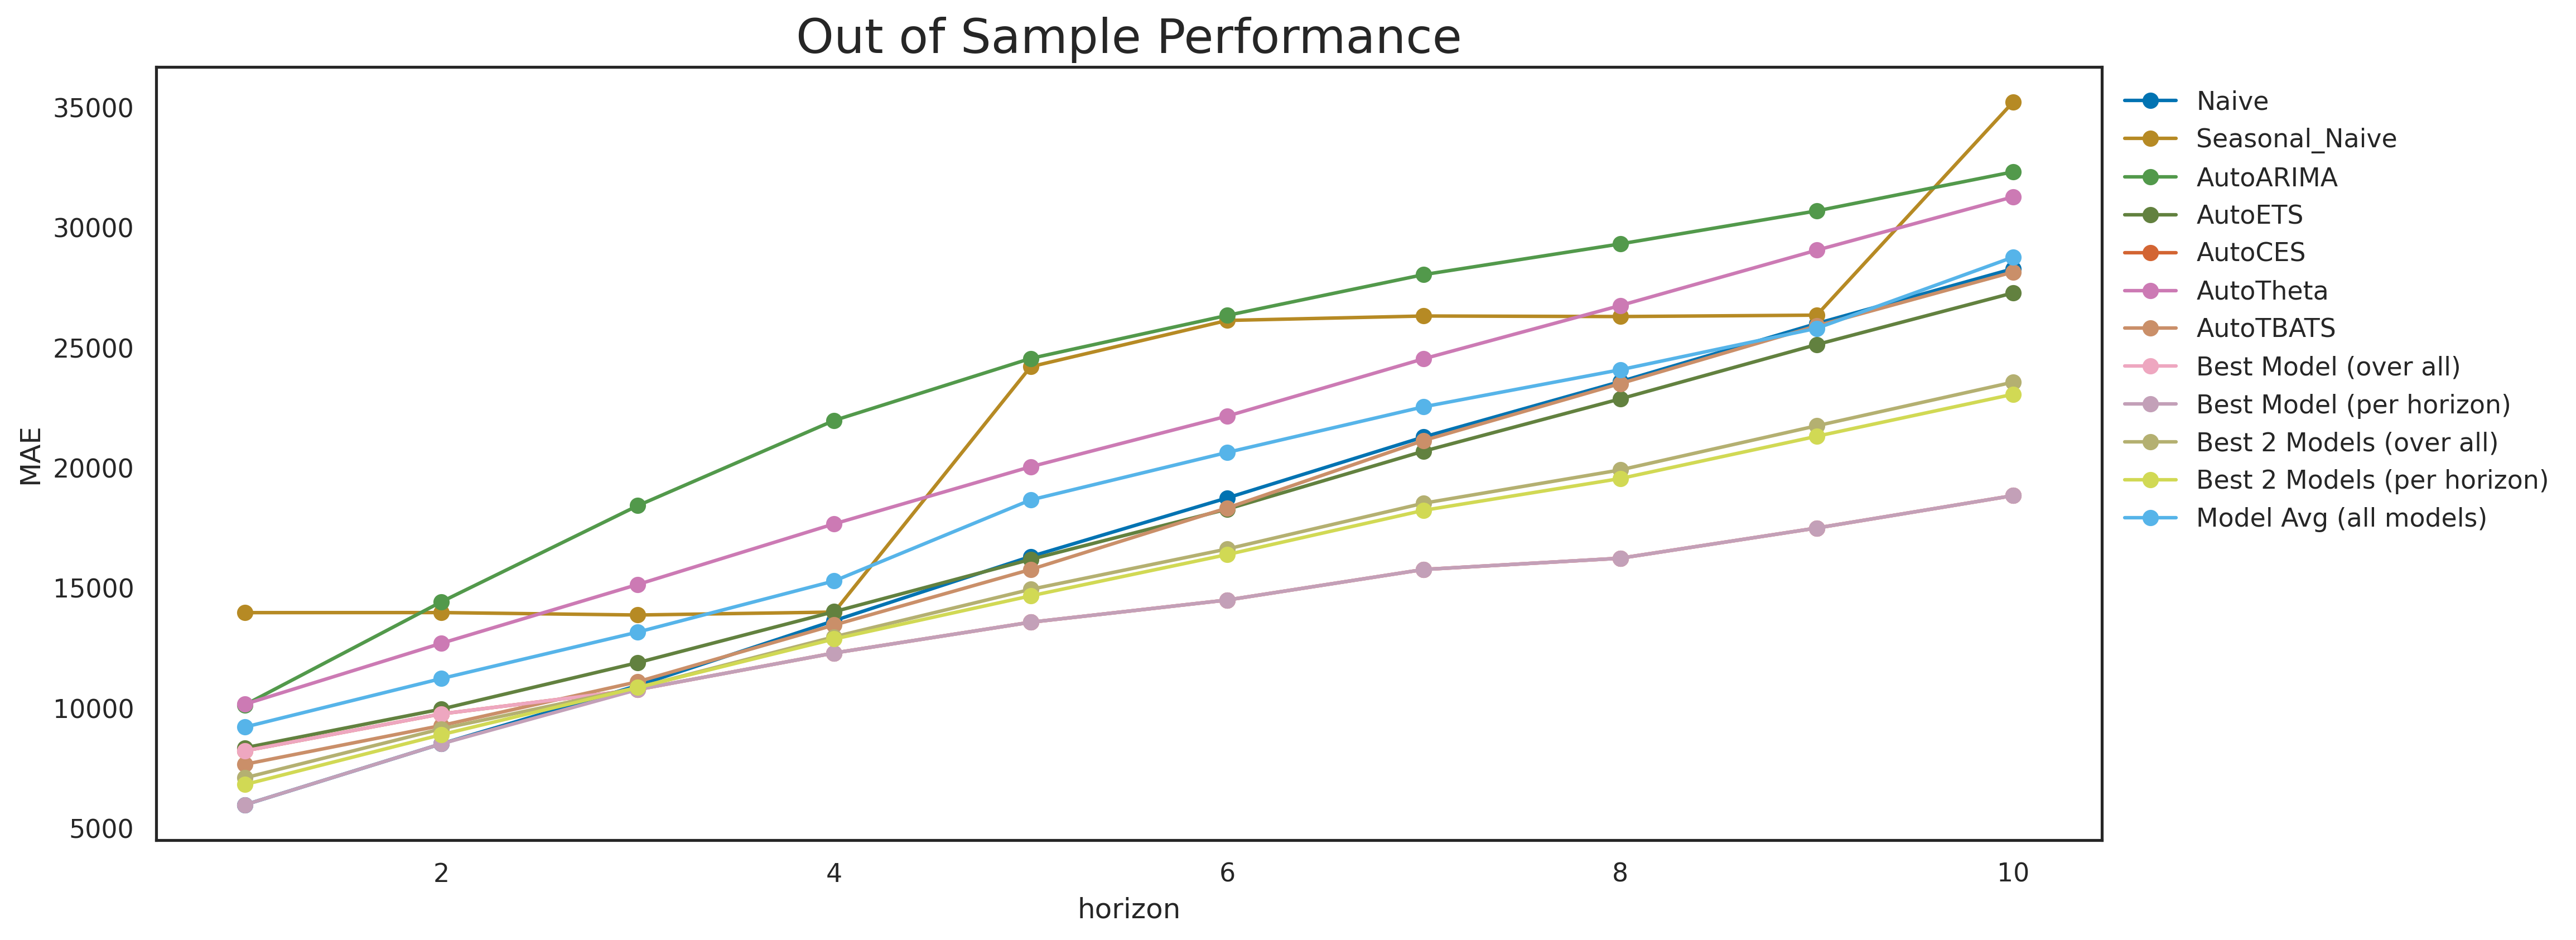 Out of Sample Performance
35000
30000
25000
20000
15000
10000
5000
MAE
2
4
6
8
10
horizon
Naive
Seasonal_Naive
AutoARIMA
AutoETS
AutoCES
AutoTheta
AutoTBATS
Best Model (over all)
Best Model (per horizon)
Best 2 Models (over all)
Best 2 Models (per horizon)
Model Avg (all models)